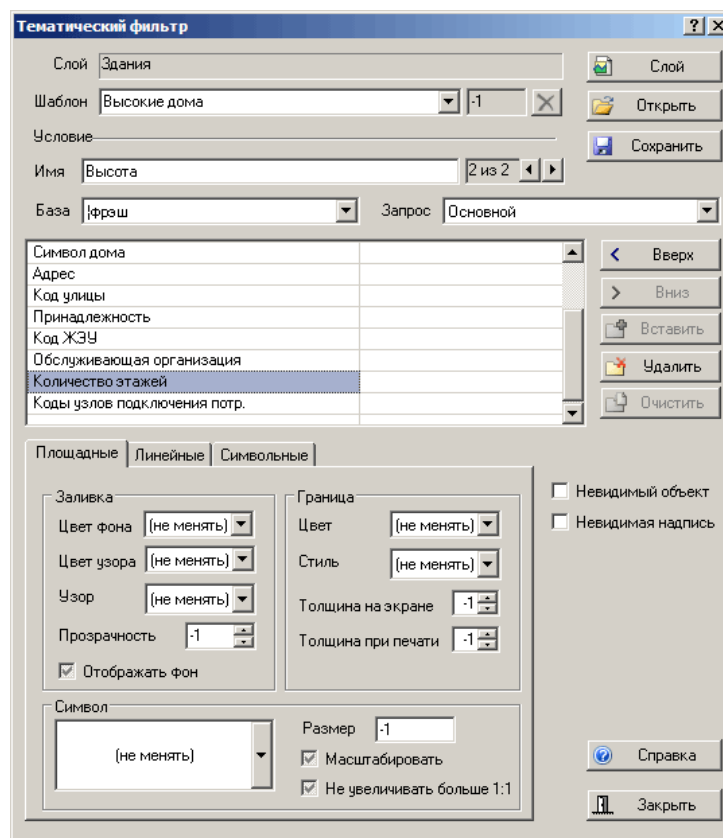 Тематический фильтр
Слой Здания Слой
Шаблон Высокие дома -1 Открыть
Условие Сохранить
Имя Высота 2 из 2
База фрэш Запрос Основной
Символ дома Вверх
Адрес
Код улицы Вниз
Принадлежность
Код ЖЭУ Вставить
Обслуживающая организация
Количество этажей Удалить
Коды узлов подключения потр. Очистить
Площадные Линейные Символьные
Заливка Граница Невидимый объект
Цвет фона (не менять) Цвет (не менять) Невидимая надпись
Цвет узора (не менять) Стиль (не менять)
Узор (не менять) Толщина на экране -1
Прозрачность -1 Толщина при печати -1
Отображать фон
Символ
(не менять) Размер -1
Масштабировать Справка
Не увеличивать больше 1:1
Закрыть